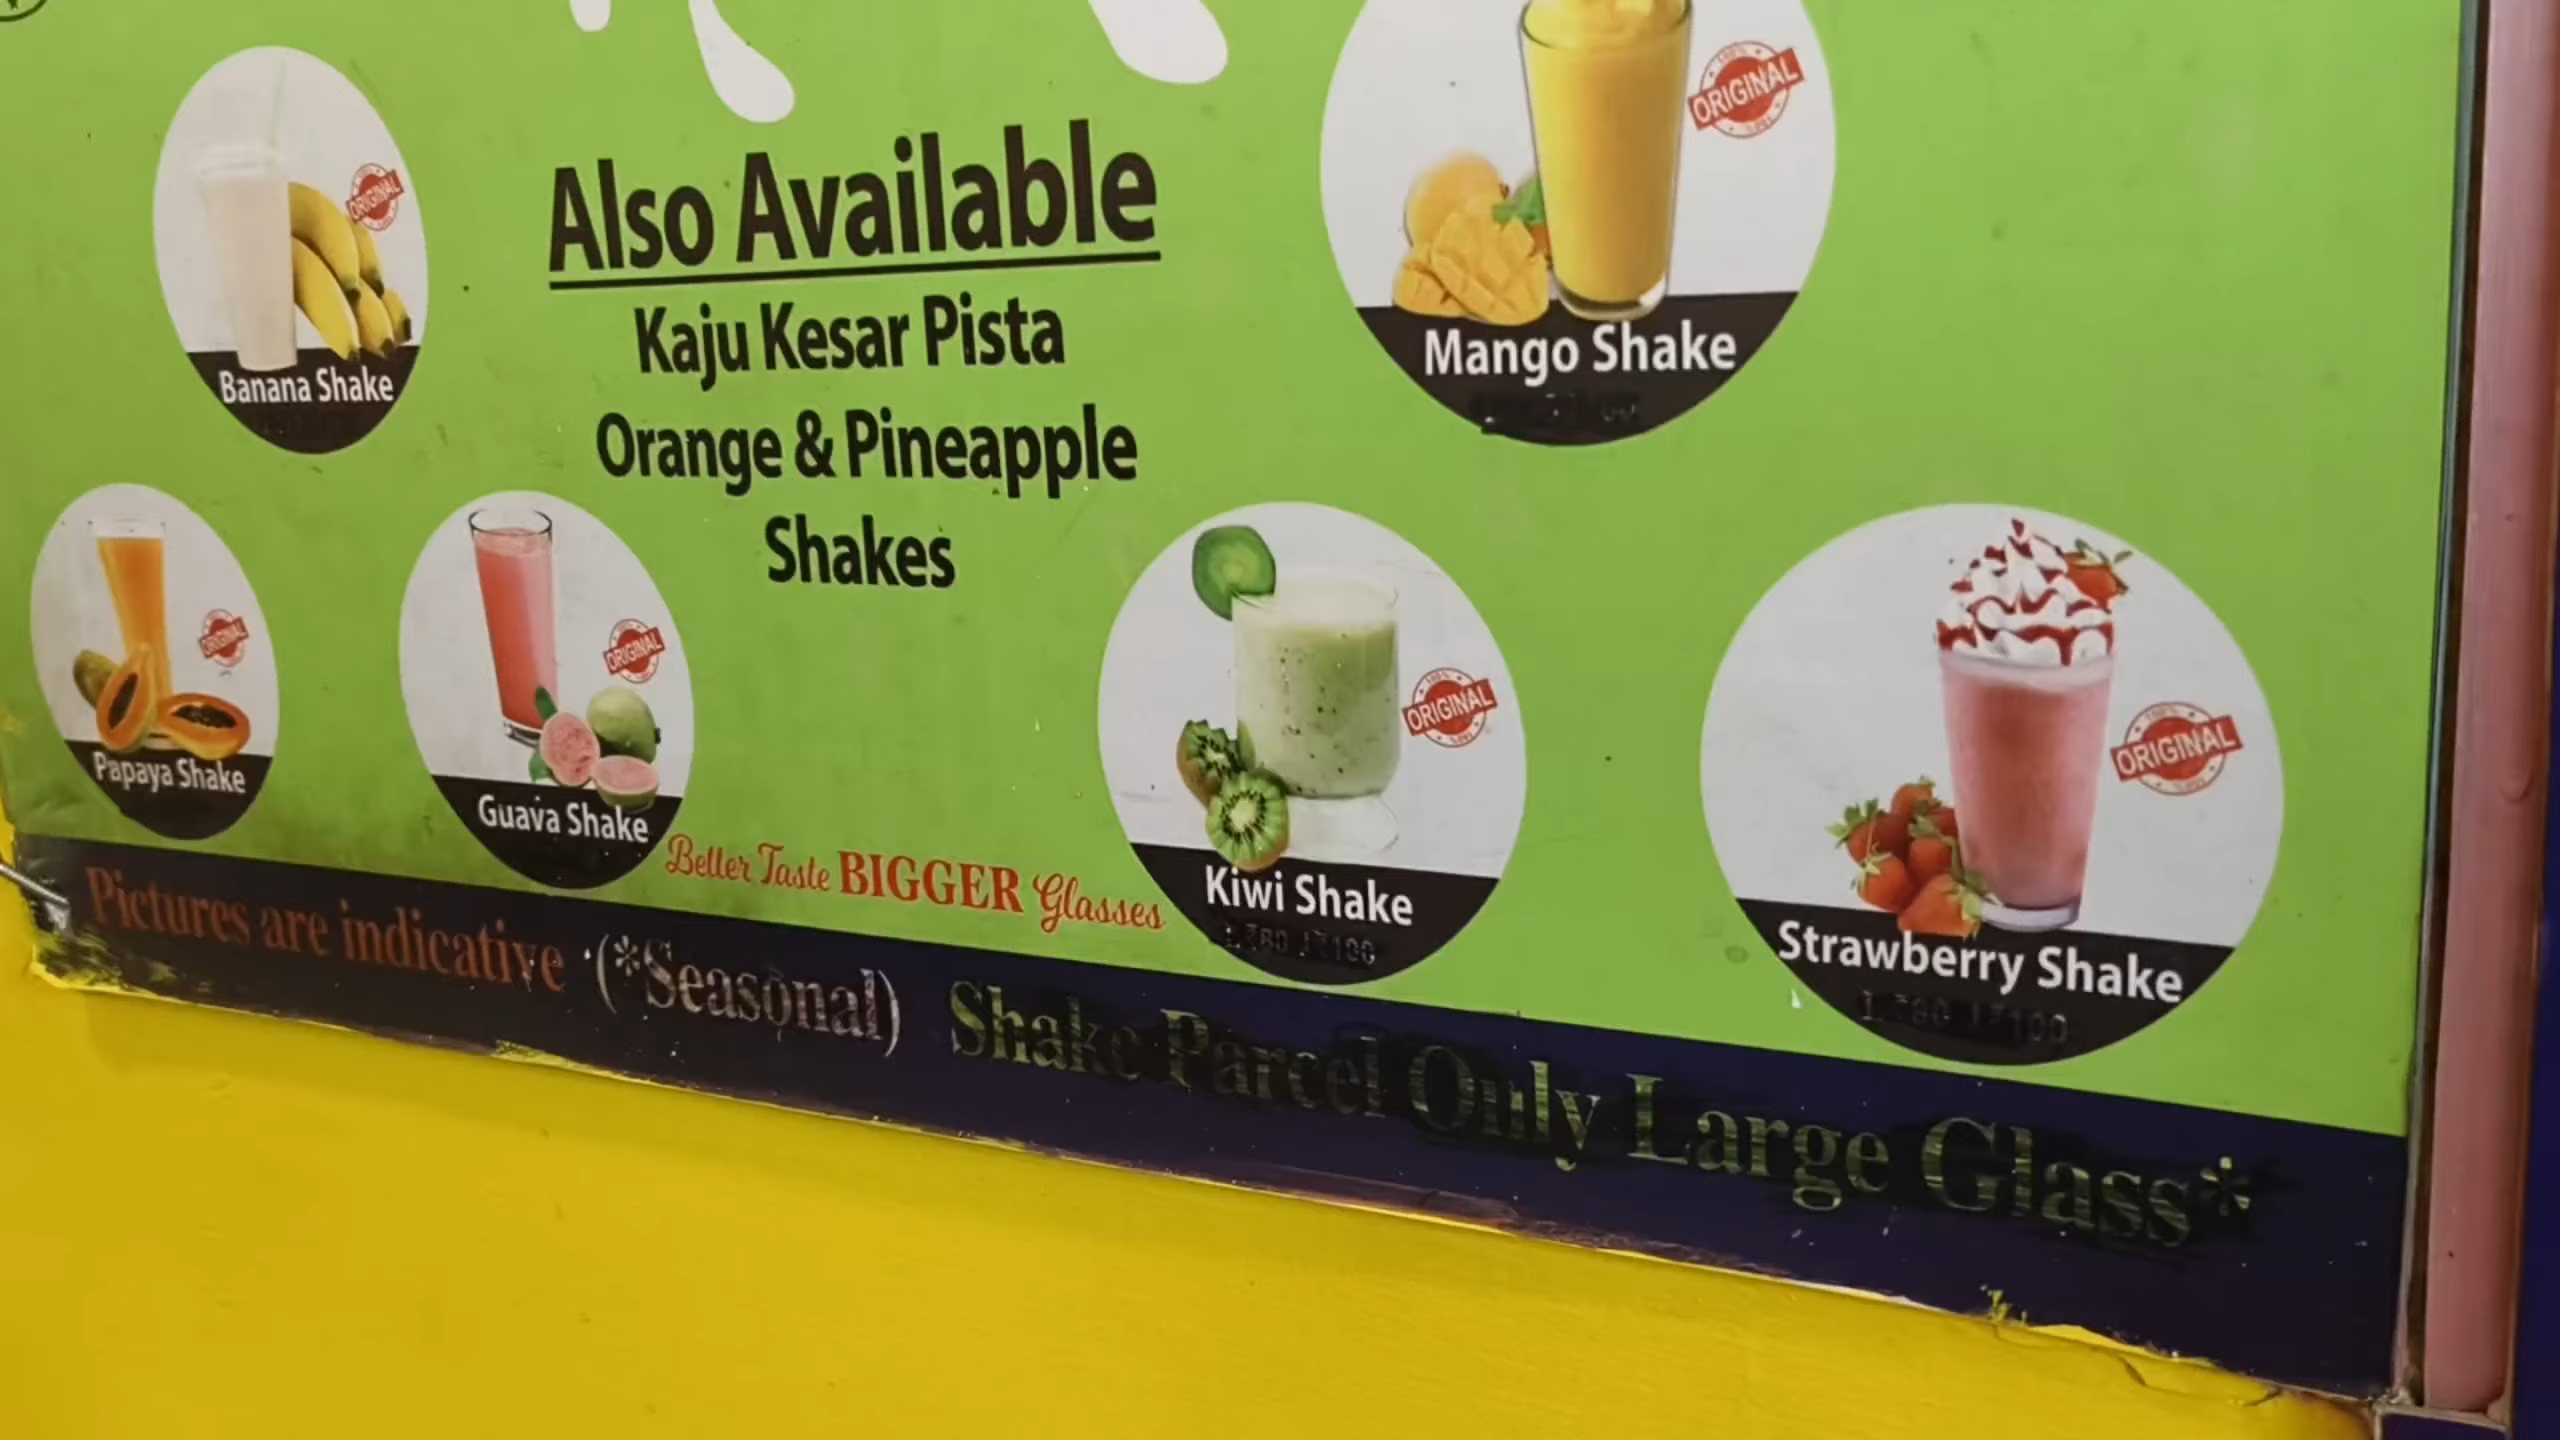 ORIGINAL
Banana Shake
Also Available
Kaju Kesar Pista
Orange & Pineapple
Shakes
ORIGINAL
Mango Shake
ORIGINAL
Papaya Shake
ORIGINAL
Guava Shake
Better Taste BIGGER Glasses
ORIGINAL
Kiwi Shake
ORIGINAL
Strawberry Shake
Pictures are indicative (*Seasonal) Shake Parcel Only Large Glass*